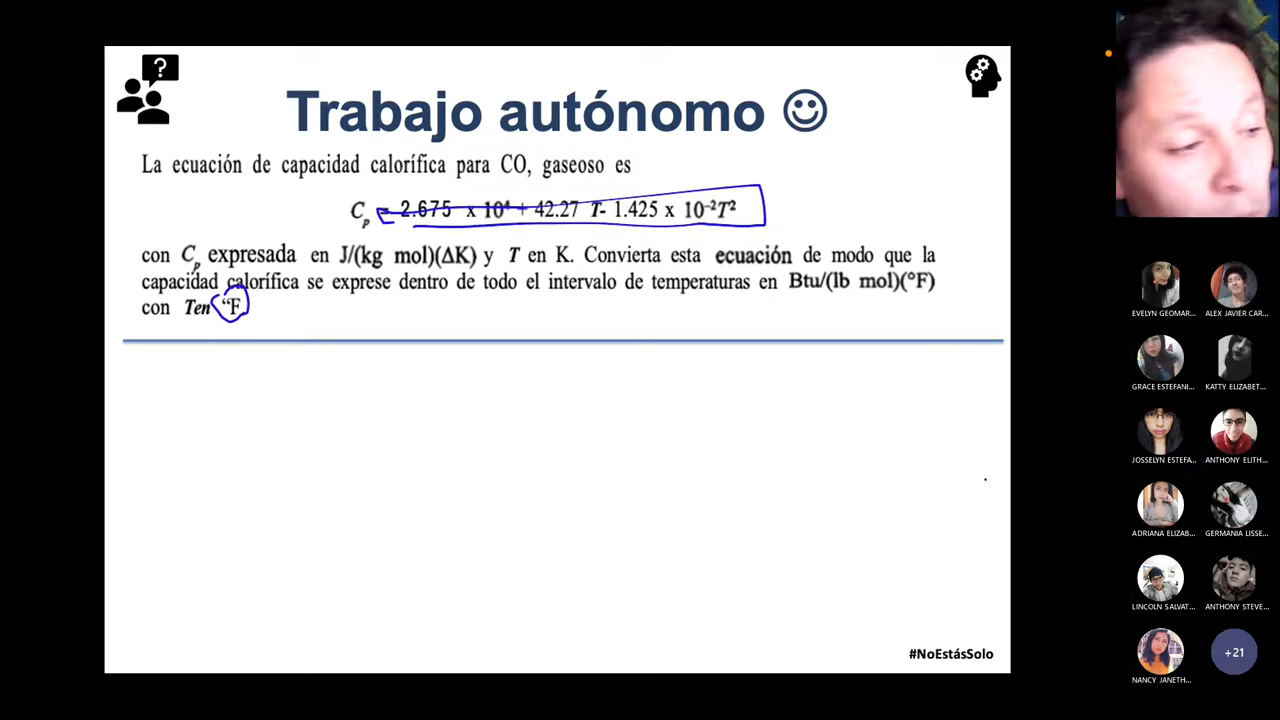 ?
Trabajo autónomo ☺
La ecuación de capacidad calorífica para CO, gaseoso es
C_p = 2.675 x 10⁴ + 42.27 T- 1.425 x 10⁻²T²
con C_p expresada en J/(kg mol)(ΔK) y T en K. Convierta esta ecuación de modo que la
capacidad calorífica se exprese dentro de todo el intervalo de temperaturas en Btu/(lb mol)(°F)
con Ten “F.
#NoEstásSolo
EVELYN GEOMAR...
ALEX JAVIER CAR...
GRACE ESTEFANI...
KATTY ELIZABET...
JOSSELYN ESTEFA...
ANTHONY ELITH...
ADRIANA ELIZAB...
GERMANIA LISSE...
LINCOLN SALVAT...
ANTHONY STEVE...
NANCY JANETH...
+21